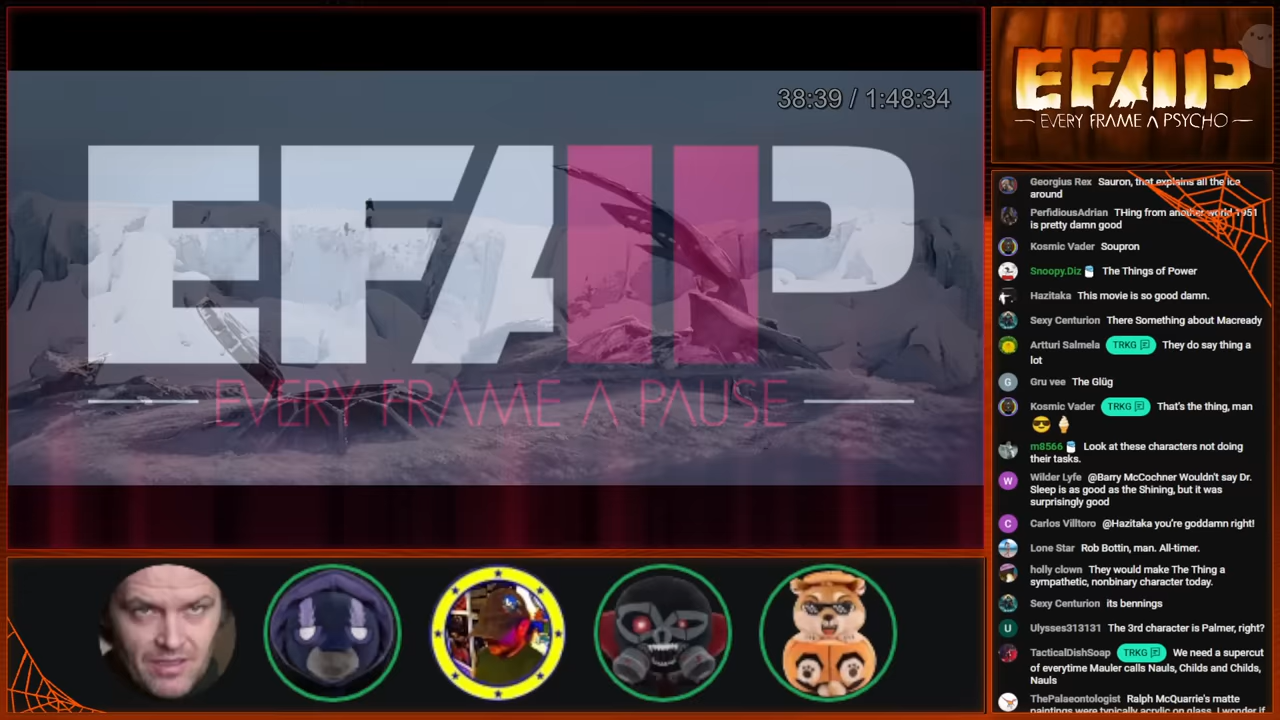 38:39 / 1:48:34
EFAP
EVERY FRAME A PAUSE
EFAP
EVERY FRAME A PSYCHO
Georgius Rex Sauron, that explains all the ice
around
PerfidiousAdrian THing from another world 1951
is pretty damn good
Kosmic Vader Soupron
Snoopy.Diz The Things of Power
Hazitaka This movie is so good damn.
Sexy Centurion There Something about Macready
Artturi Salmela TRKG They do say thing a
lot
G Gru vee The Glüg
Kosmic Vader TRKG That's the thing, man
m8566 Look at these characters not doing
their tasks.
W Wilder Lyfe @Barry McCochner Wouldn't say Dr.
Sleep is as good as the Shining, but it was
surprisingly good
C Carlos Villtoro @Hazitaka you're goddamn right!
Lone Star Rob Bottin, man. All-timer.
holly clown They would make The Thing a
sympathetic, nonbinary character today.
Sexy Centurion its bennings
U Ulysses313131 The 3rd character is Palmer, right?
TacticalDishSoap TRKG We need a supercut
of everytime Mauler calls Nauls, Childs and Childs,
Nauls
ThePalaeontologist Ralph McQuarrie's matte
paintings were typically acrylic on glass. I wonder if